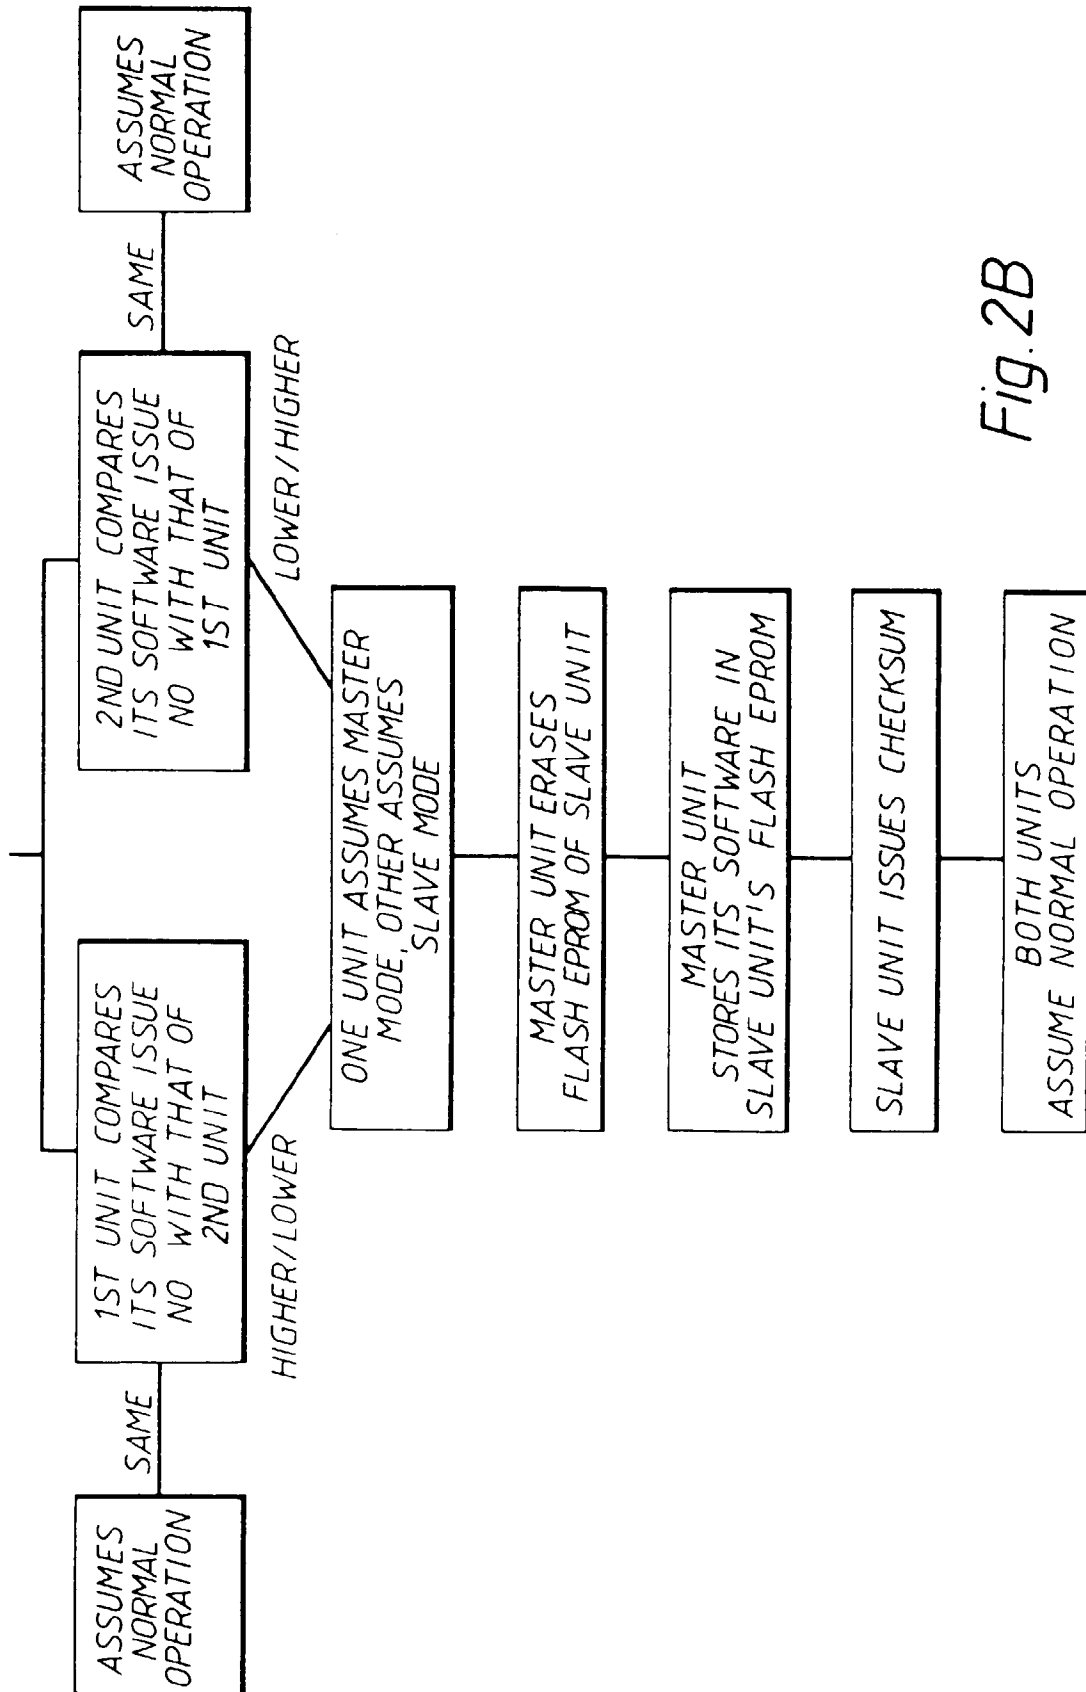 1ST UNIT COMPARES
ITS SOFTWARE ISSUE
NO WITH THAT OF
2ND UNIT
2ND UNIT COMPARES
ITS SOFTWARE ISSUE
NO WITH THAT OF
1ST UNIT
SAME
ASSUMES
NORMAL
OPERATION
SAME
ASSUMES
NORMAL
OPERATION
HIGHER/LOWER
LOWER/HIGHER
ONE UNIT ASSUMES MASTER
MODE, OTHER ASSUMES
SLAVE MODE
MASTER UNIT ERASES
FLASH EPROM OF SLAVE UNIT
MASTER UNIT
STORES ITS SOFTWARE IN
SLAVE UNIT'S FLASH EPROM
SLAVE UNIT ISSUES CHECKSUM
BOTH UNITS
ASSUME NORMAL OPERATION
Fig. 2B